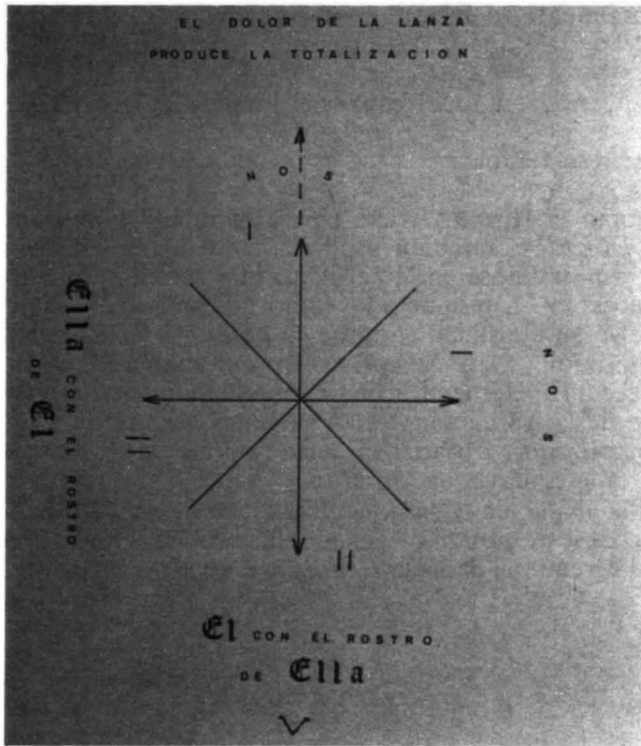 EL DOLOR DE LA LANZA
PRODUCE LA TOTALIZACION
NOS
I
I
NOS
Ella CON EL ROSTRO
DE El
II
II
El CON EL ROSTRO
DE Ella